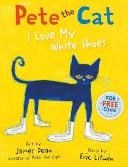 Pete the Cat
I Love My
White Shoes
FOR
FREE
SONG
Art by
James Dean
creator of Pete the Cat
Story by
Eric Litwin